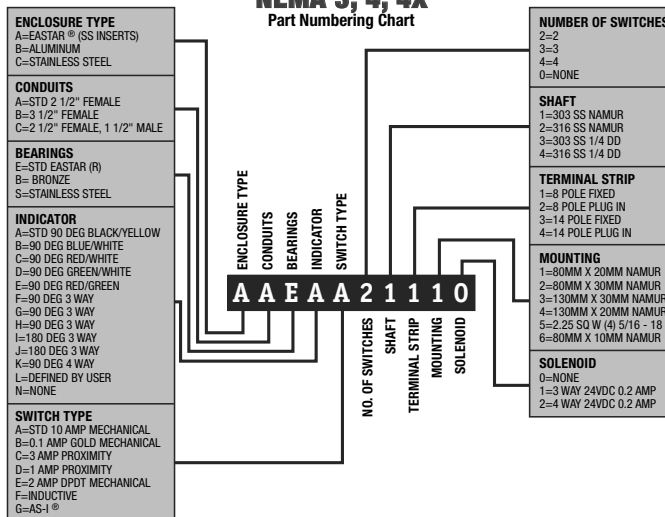 NEMA 3, 4, 4X
Part Numbering Chart
ENCLOSURE TYPE
A=EASTAR ® (SS INSERTS)
B=ALUMINUM
C=STAINLESS STEEL
CONDUITS
A=STD 2 1/2" FEMALE
B=3 1/2" FEMALE
C=2 1/2" FEMALE, 1 1/2" MALE
BEARINGS
E=STD EASTAR (R)
B= BRONZE
S=STAINLESS STEEL
INDICATOR
A=STD 90 DEG BLACK/YELLOW
B=90 DEG BLUE/WHITE
C=90 DEG RED/WHITE
D=90 DEG GREEN/WHITE
E=90 DEG RED/GREEN
F=90 DEG 3 WAY
G=90 DEG 3 WAY
H=90 DEG 3 WAY
I=180 DEG 3 WAY
J=180 DEG 3 WAY
K=90 DEG 4 WAY
L=DEFINED BY USER
N=NONE
SWITCH TYPE
A=STD 10 AMP MECHANICAL
B=0.1 AMP GOLD MECHANICAL
C=3 AMP PROXIMITY
D=1 AMP PROXIMITY
E=2 AMP DPDT MECHANICAL
F=INDUCTIVE
G=AS-I ®
ENCLOSURE TYPE
CONDUITS
BEARINGS
INDICATOR
SWITCH TYPE
A A E A A 2 1 1 1 0
NO. OF SWITCHES
SHAFT
TERMINAL STRIP
MOUNTING
SOLENOID
NUMBER OF SWITCHES
2=2
3=3
4=4
0=NONE
SHAFT
1=303 SS NAMUR
2=316 SS NAMUR
3=303 SS 1/4 DD
4=316 SS 1/4 DD
TERMINAL STRIP
1=8 POLE FIXED
2=8 POLE PLUG IN
3=14 POLE FIXED
4=14 POLE PLUG IN
MOUNTING
1=80MM X 20MM NAMUR
2=80MM X 30MM NAMUR
3=130MM X 30MM NAMUR
4=130MM X 20MM NAMUR
5=2.25 SQ W (4) 5/16 - 18
6=80MM X 10MM NAMUR
SOLENOID
0=NONE
1=3 WAY 24VDC 0.2 AMP
2=4 WAY 24VDC 0.2 AMP